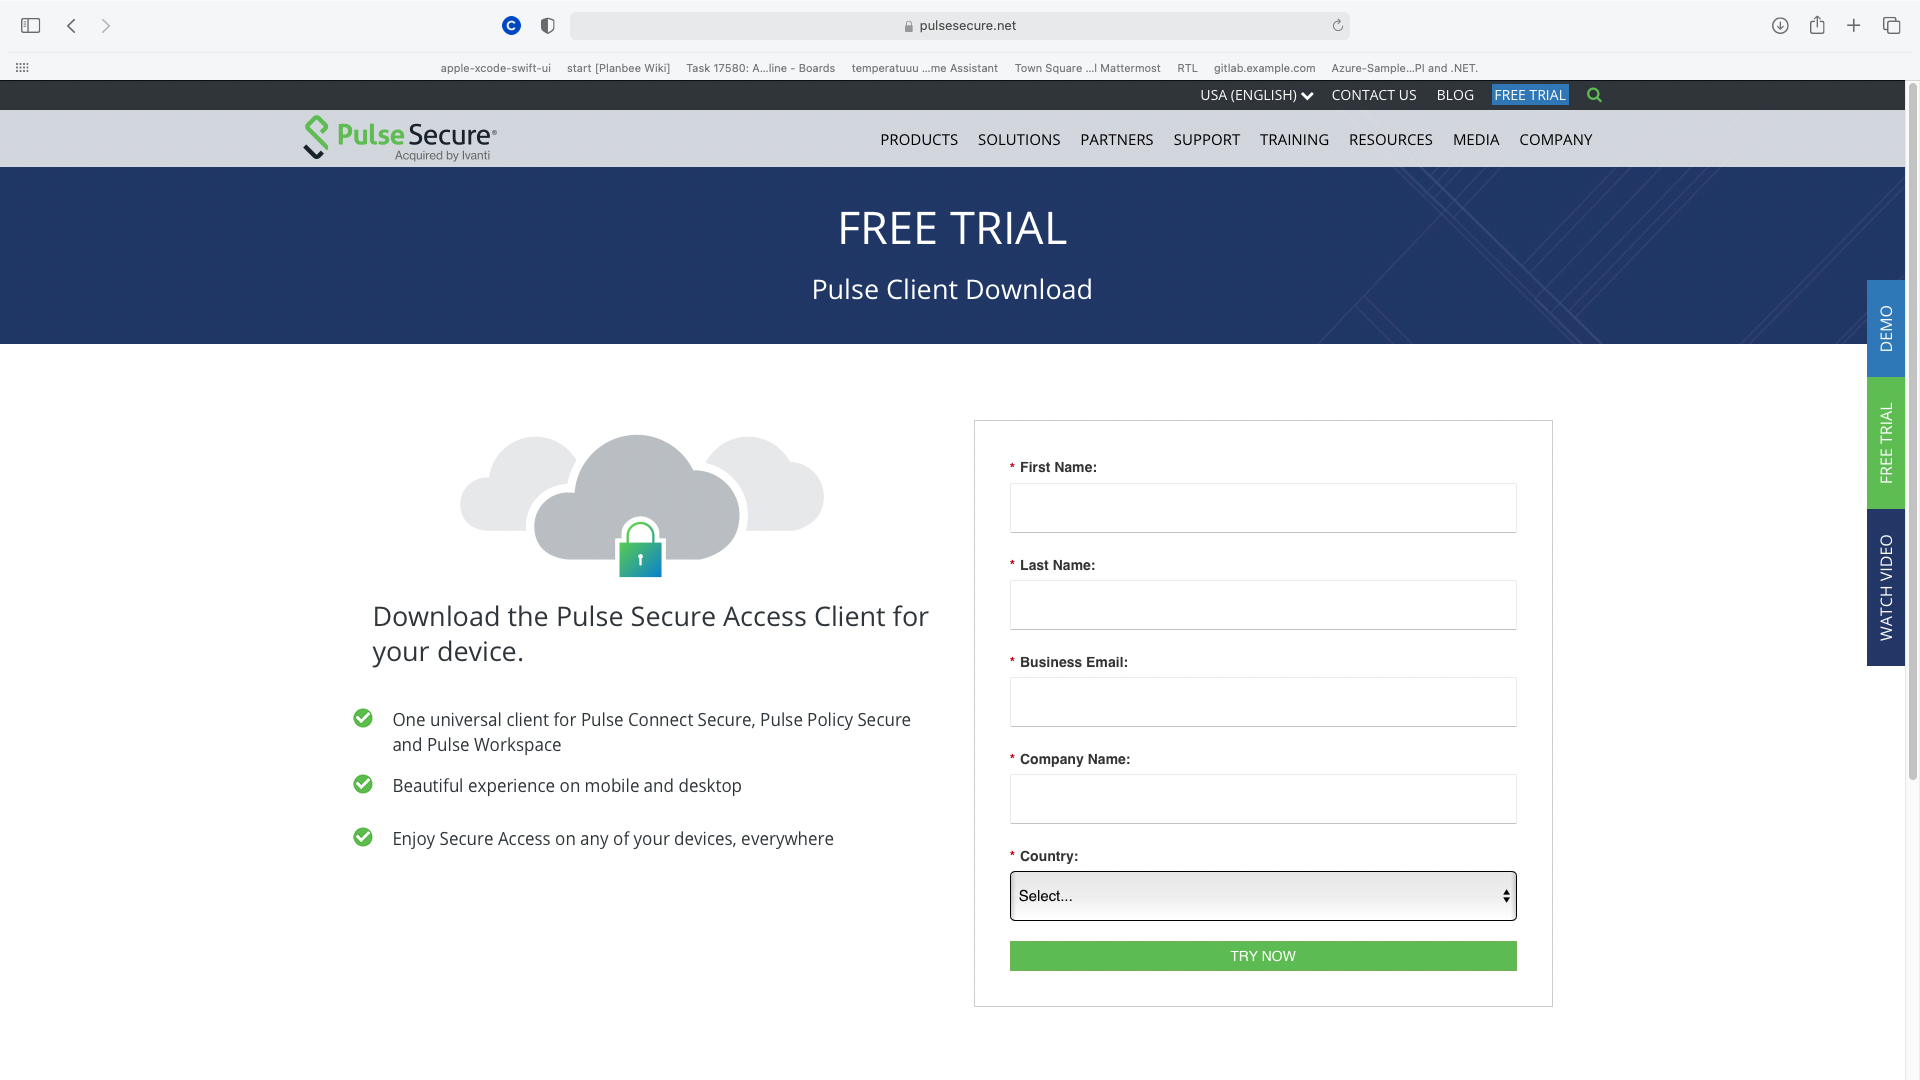 pulsesecure.net
apple-xcode-swift-ui start [Planbee Wiki] Task 17580: A...line - Boards temperatuuu ...me Assistant Town Square ...l Mattermost RTL gitlab.example.com Azure-Sample...PI and .NET.
USA (ENGLISH) CONTACT US BLOG FREE TRIAL
Pulse Secure®
Acquired by Ivanti
PRODUCTS SOLUTIONS PARTNERS SUPPORT TRAINING RESOURCES MEDIA COMPANY
FREE TRIAL
Pulse Client Download
DEMO
FREE TRIAL
WATCH VIDEO
Download the Pulse Secure Access Client for
your device.
One universal client for Pulse Connect Secure, Pulse Policy Secure
and Pulse Workspace
Beautiful experience on mobile and desktop
Enjoy Secure Access on any of your devices, everywhere
* First Name:
* Last Name:
* Business Email:
* Company Name:
* Country:
Select...
TRY NOW